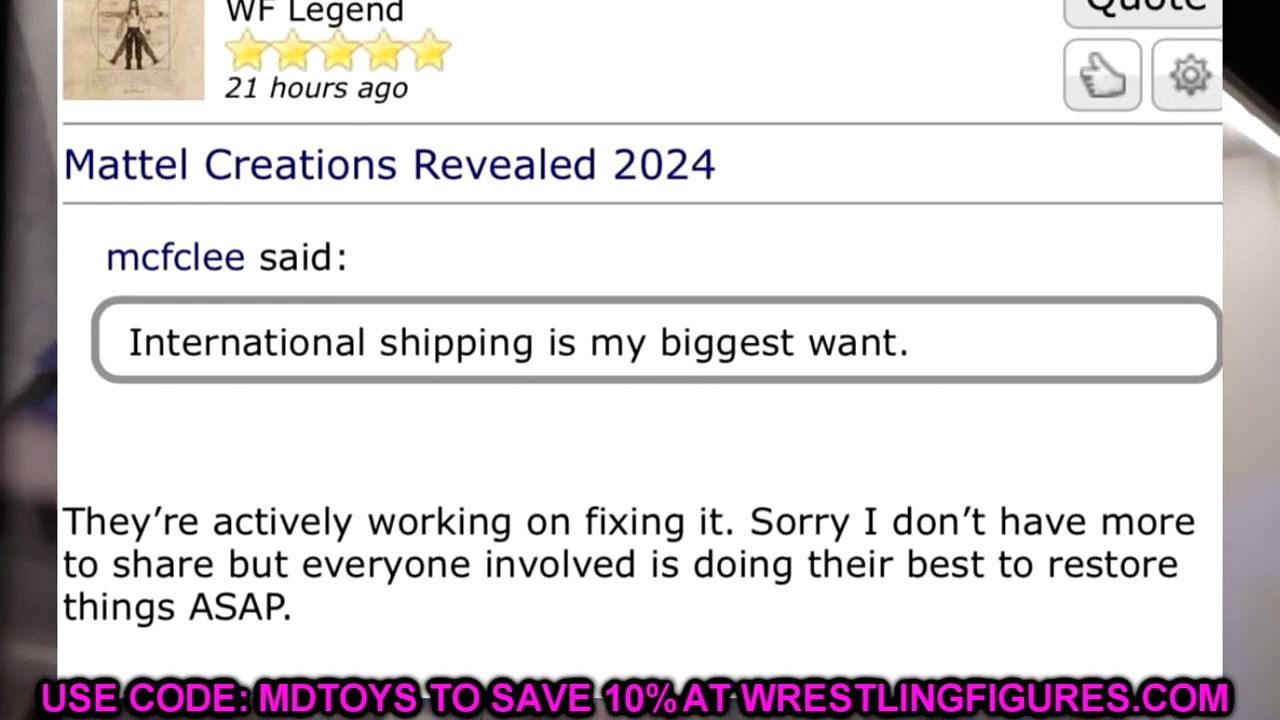 WF Legend
Quote
21 hours ago
Mattel Creations Revealed 2024
mcfclee said:
International shipping is my biggest want.
They’re actively working on fixing it. Sorry I don’t have more
to share but everyone involved is doing their best to restore
things ASAP.
USE CODE: MDTOYS TO SAVE 10% AT WRESTLINGFIGURES.COM